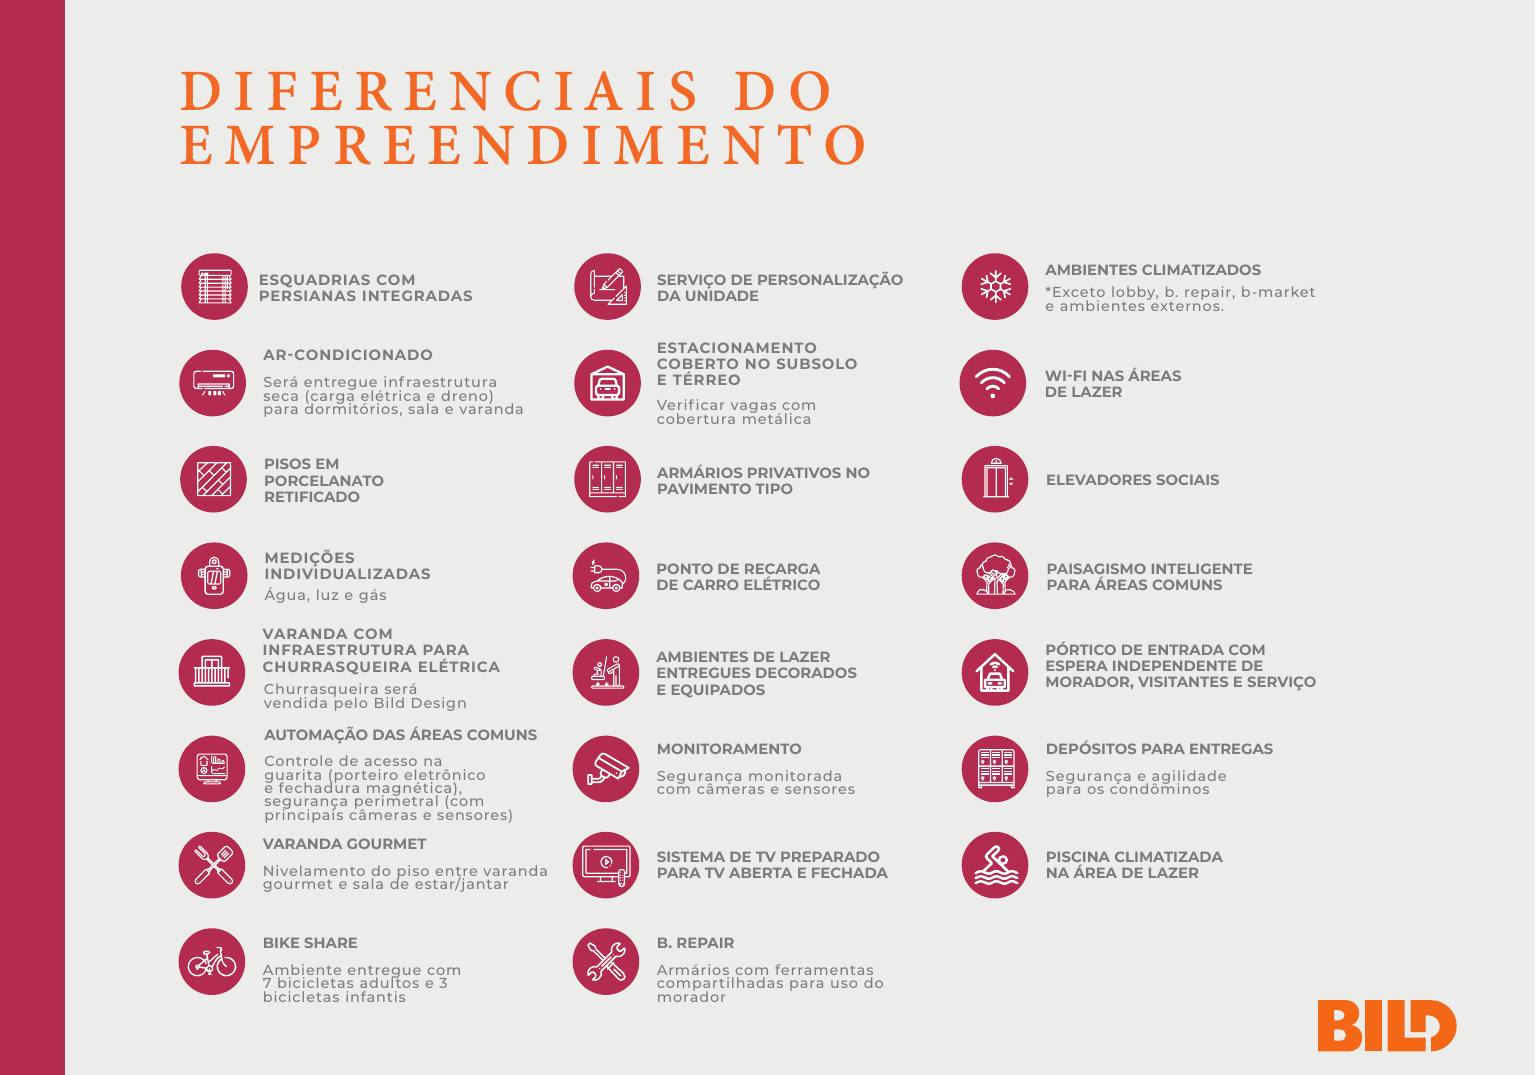 DIFERENCIAIS DO
EMPREENDIMENTO
ESQUADRIAS COM
PERSIANAS INTEGRADAS
AR-CONDICIONADO
Será entregue infraestrutura
seca (carga elétrica e dreno)
para dormitórios, sala e varanda
PISOS EM
PORCELANATO
RETIFICADO
MEDIÇÕES
INDIVIDUALIZADAS
Água, luz e gás
VARANDA COM
INFRAESTRUTURA PARA
CHURRASQUEIRA ELÉTRICA
Churrasqueira será
vendida pelo Bild Design
AUTOMAÇÃO DAS ÁREAS COMUNS
Controle de acesso na
guarita (porteiro eletrônico
e fechadura magnética),
segurança perimetral (com
principais câmeras e sensores)
VARANDA GOURMET
Nivelamento do piso entre varanda
gourmet e sala de estar/jantar
BIKE SHARE
Ambiente entregue com
7 bicicletas adultos e 3
bicicletas infantis
SERVIÇO DE PERSONALIZAÇÃO
DA UNIDADE
ESTACIONAMENTO
COBERTO NO SUBSOLO
E TÉRREO
Verificar vagas com
cobertura metálica
ARMÁRIOS PRIVATIVOS NO
PAVIMENTO TIPO
PONTO DE RECARGA
DE CARRO ELÉTRICO
AMBIENTES DE LAZER
ENTREGUES DECORADOS
E EQUIPADOS
MONITORAMENTO
Segurança monitorada
com câmeras e sensores
SISTEMA DE TV PREPARADO
PARA TV ABERTA E FECHADA
B. REPAIR
Armários com ferramentas
compartilhadas para uso do
morador
AMBIENTES CLIMATIZADOS
*Exceto lobby, b. repair, b-market
e ambientes externos.
WI-FI NAS ÁREAS
DE LAZER
ELEVADORES SOCIAIS
PAISAGISMO INTELIGENTE
PARA ÁREAS COMUNS
PÓRTICO DE ENTRADA COM
ESPERA INDEPENDENTE DE
MORADOR, VISITANTES E SERVIÇO
DEPÓSITOS PARA ENTREGAS
Segurança e agilidade
para os condôminos
PISCINA CLIMATIZADA
NA ÁREA DE LAZER
BILD